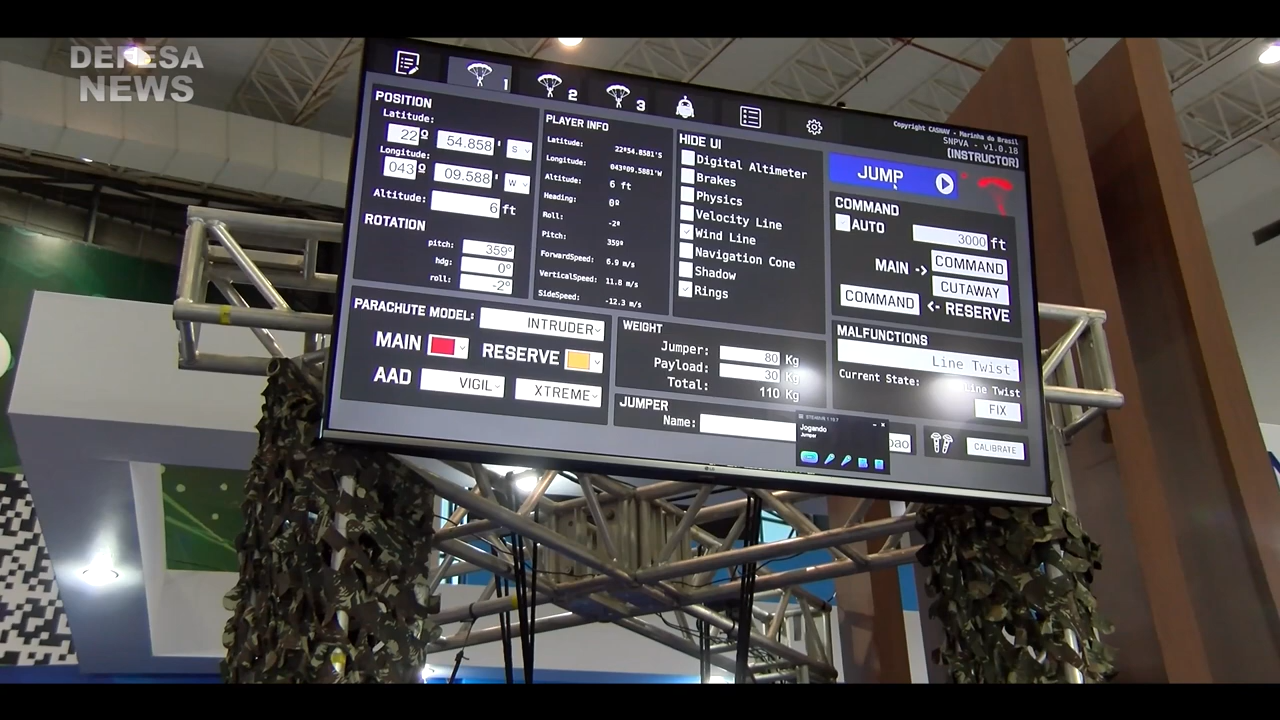 DEFESA
NEWS
1
2
3
Copyright CASNAV - Marinha do Brasil
SNPVA - v1.0.18
(INSTRUCTOR)
POSITION
Latitude:
22º 54.858' S
Longitude:
043º 09.588' W
Altitude:
6 ft
ROTATION
pitch: 359º
hdg: 0º
roll: -2º
PLAYER INFO
Latitude: 22º54.8581'S
Longitude: 043º09.5881'W
Altitude: 6 ft
Heading: 0º
Roll: -2º
Pitch: 359º
ForwardSpeed: 6.9 m/s
VerticalSpeed: 11.8 m/s
SideSpeed: -12.3 m/s
HIDE UI
Digital Altimeter
Brakes
Physics
Velocity Line
Wind Line
Navigation Cone
Shadow
Rings
JUMP
COMMAND
AUTO
3000 ft
MAIN -> COMMAND
CUTAWAY
COMMAND <- RESERVE
PARACHUTE MODEL: INTRUDER
MAIN RESERVE
AAD VIGIL XTREME
WEIGHT
Jumper: 80 Kg
Payload: 30 Kg
Total: 110 Kg
MALFUNCTIONS
Line Twist
Current State: Line Twist
FIX
JUMPER
Name:
Jogando
Jumper
CALIBRATE
LG